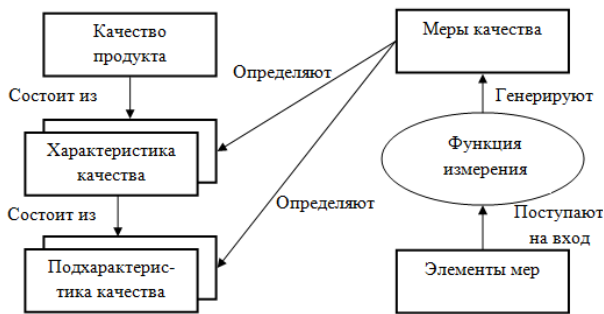 Качество
продукта
Меры качества
Определяют
Состоит из
Генерируют
Характеристика
качества
Функция
измерения
Состоит из
Определяют
Поступают
на вход
Подхарактерис-
тика качества
Элементы мер